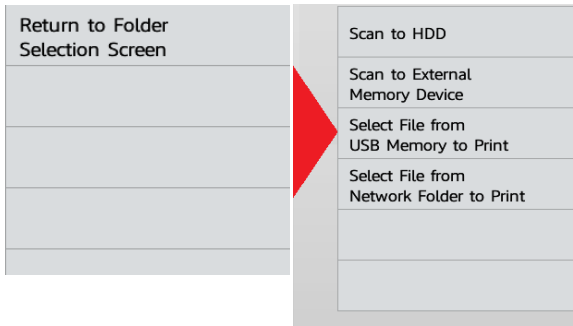 Return to Folder
Selection Screen
Scan to HDD
Scan to External
Memory Device
Select File from
USB Memory to Print
Select File from
Network Folder to Print